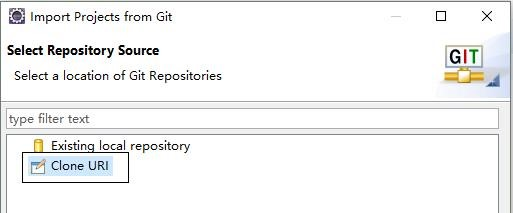 Import Projects from Git
Select Repository Source
Select a location of Git Repositories
GIT
type filter text
Existing local repository
Clone URI